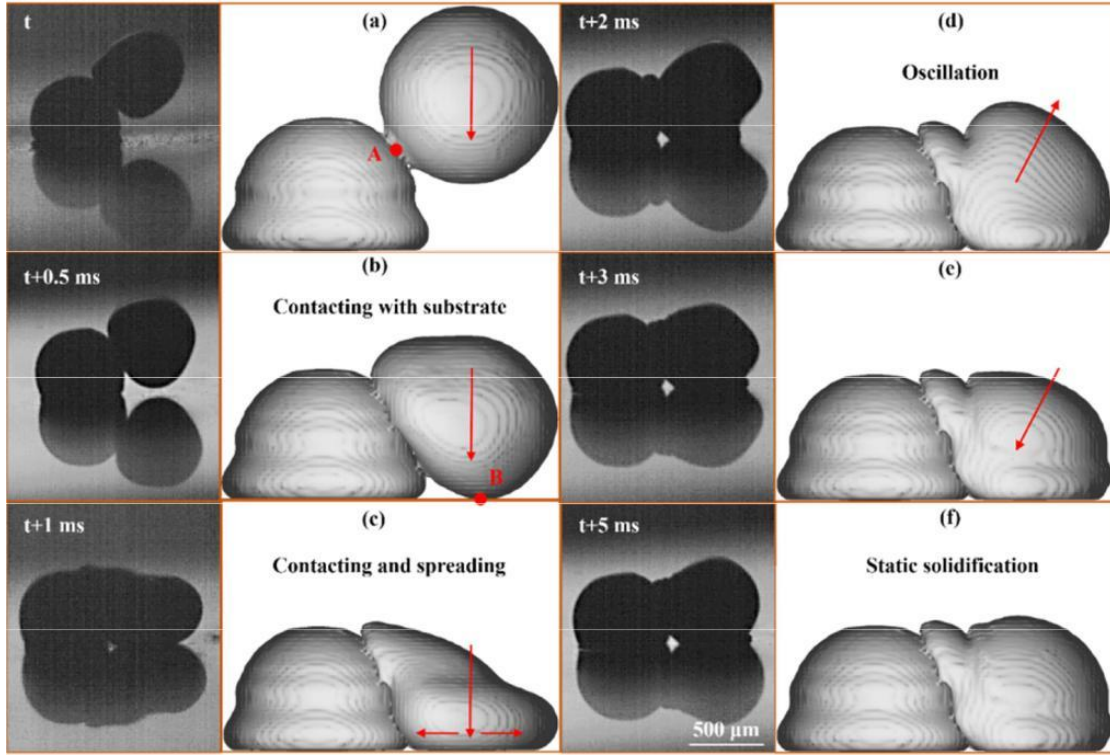 t
(a)
A
t+2 ms
(d)
Oscillation
t+0.5 ms
(b)
Contacting with substrate
B
t+3 ms
(e)
t+1 ms
(c)
Contacting and spreading
t+5 ms
500 µm
(f)
Static solidification